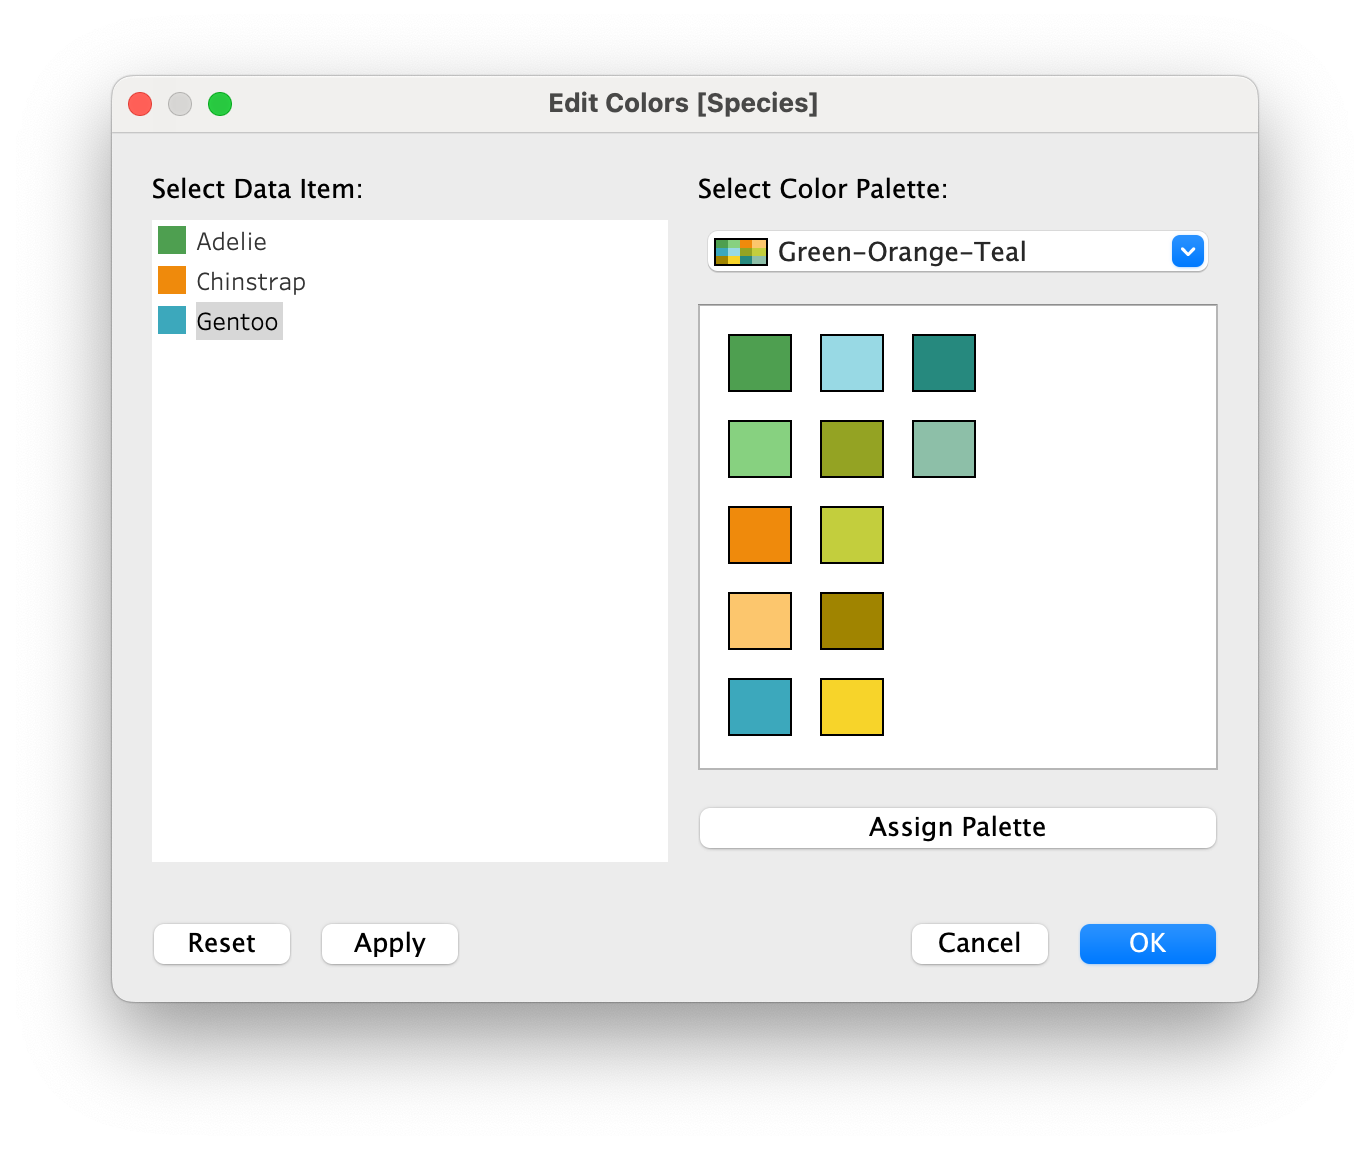 Edit Colors [Species]
Select Data Item:
Adelie
Chinstrap
Gentoo
Select Color Palette:
Green-Orange-Teal
Assign Palette
Reset
Apply
Cancel
OK